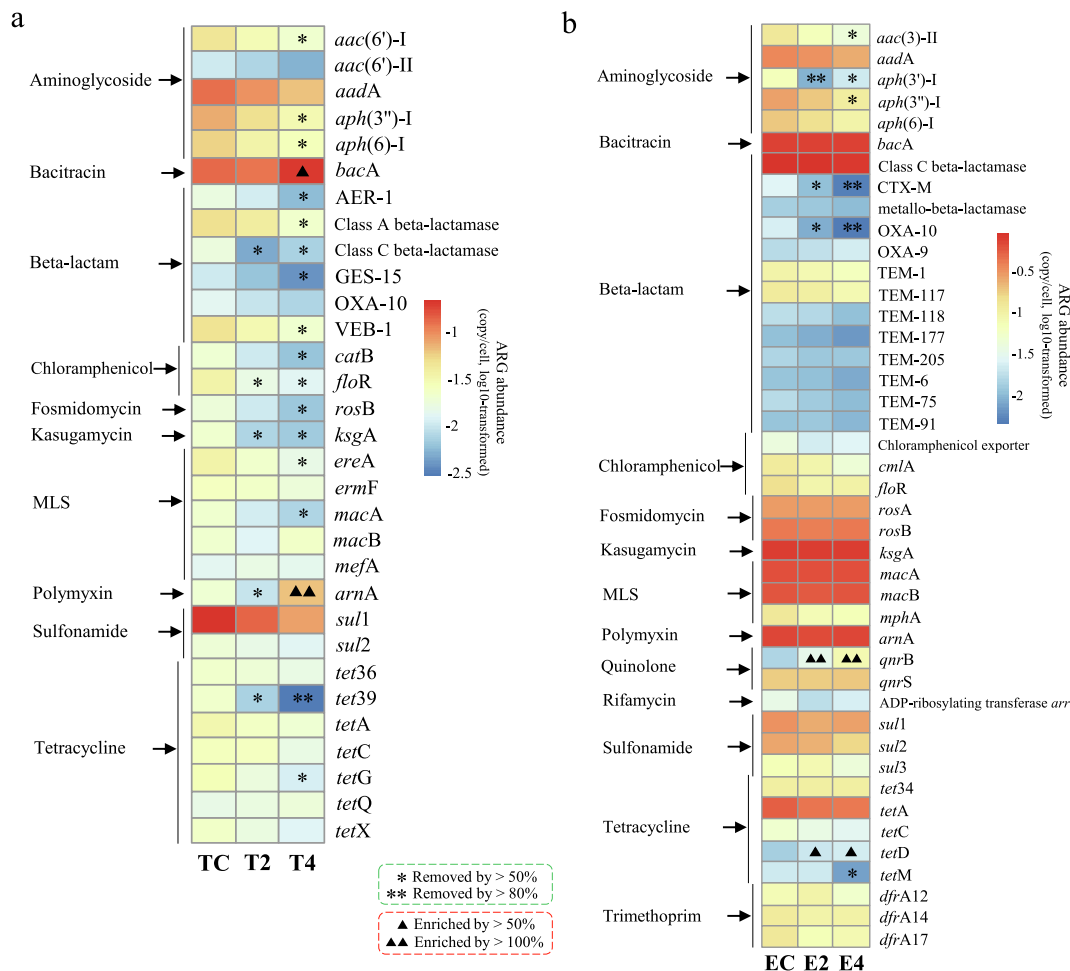 a
Aminoglycoside
Bacitracin
Beta-lactam
Chloramphenicol
Fosmidomycin
Kasugamycin
MLS
Polymyxin
Sulfonamide
Tetracycline
*
*
*
▲
*
*
* *
*
*
*
* *
*
* *
*
*
* ▲▲
* **
*
aac(6')-I
aac(6')-II
aadA
aph(3'')-I
aph(6)-I
bacA
AER-1
Class A beta-lactamase
Class C beta-lactamase
GES-15
OXA-10
VEB-1
catB
floR
rosB
ksgA
ereA
ermF
macA
macB
mefA
arnA
sul1
sul2
tet36
tet39
tetA
tetC
tetG
tetQ
tetX
TC T2 T4
-1
-1.5
-2
-2.5
ARG abundance
(copy/cell, log10-transformed)
* Removed by > 50%
** Removed by > 80%
▲ Enriched by > 50%
▲▲ Enriched by > 100%
b
Aminoglycoside
Bacitracin
Beta-lactam
Chloramphenicol
Fosmidomycin
Kasugamycin
MLS
Polymyxin
Quinolone
Rifamycin
Sulfonamide
Tetracycline
Trimethoprim
*
** *
*
* **
* **
▲▲ ▲▲
▲ ▲
*
aac(3)-II
aadA
aph(3')-I
aph(3'')-I
aph(6)-I
bacA
Class C beta-lactamase
CTX-M
metallo-beta-lactamase
OXA-10
OXA-9
TEM-1
TEM-117
TEM-118
TEM-177
TEM-205
TEM-6
TEM-75
TEM-91
Chloramphenicol exporter
cmlA
floR
rosA
rosB
ksgA
macA
macB
mphA
arnA
qnrB
qnrS
ADP-ribosylating transferase arr
sul1
sul2
sul3
tet34
tetA
tetC
tetD
tetM
dfrA12
dfrA14
dfrA17
EC E2 E4
-0.5
-1
-1.5
-2
ARG abundance
(copy/cell, log10-transformed)